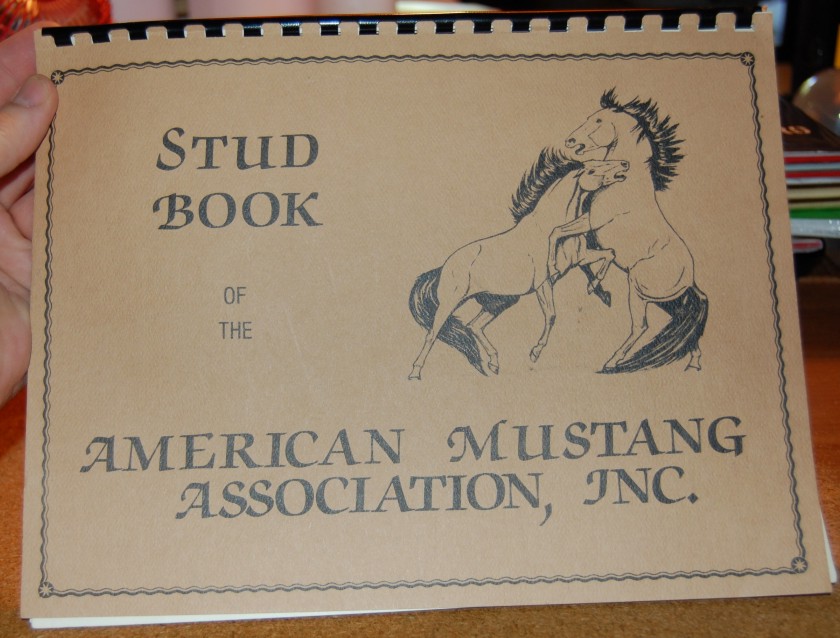 STUD
BOOK
OF
THE
AMERICAN MUSTANG
ASSOCIATION, INC.